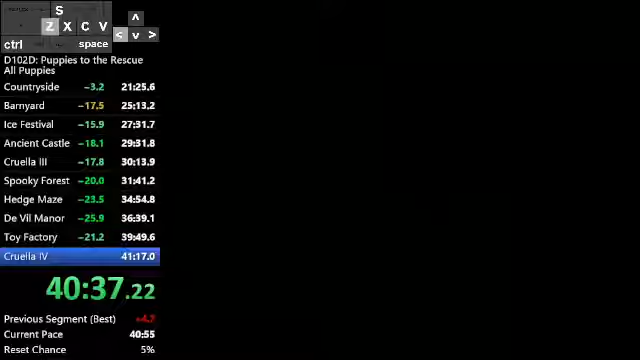 S
^
Z X C V
< v >
ctrl space
D102D: Puppies to the Rescue
All Puppies
Countryside -3.2 21:25.6
Barnyard -17.5 25:13.2
Ice Festival -15.9 27:31.7
Ancient Castle -18.1 29:31.8
Cruella III -17.8 30:13.9
Spooky Forest -20.0 31:41.2
Hedge Maze -23.5 34:54.8
De Vil Manor -25.9 36:39.1
Toy Factory -21.2 39:49.6
Cruella IV 41:17.0
40:37.22
Previous Segment (Best) +4.7
Current Pace 40:55
Reset Chance 5%